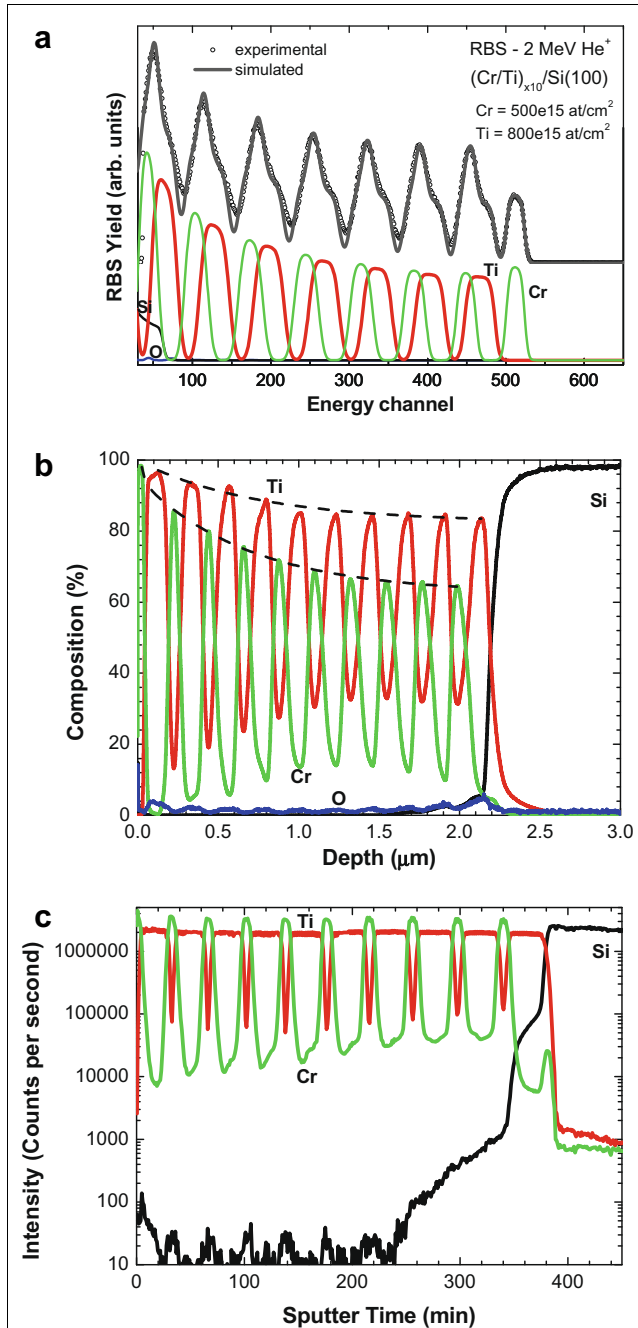 a
experimental
simulated
RBS - 2 MeV He+
(Cr/Ti)x10/Si(100)
Cr = 500e15 at/cm2
Ti = 800e15 at/cm2
RBS Yield (arb. units)
Si
O
Ti
Cr
100 200 300 400 500 600
Energy channel
b
100
80
60
40
20
0
Composition (%)
Ti
Si
Cr
O
0.0 0.5 1.0 1.5 2.0 2.5 3.0
Depth (μm)
c
1000000
100000
10000
1000
100
10
Intensity (Counts per second)
Ti
Si
Cr
0 100 200 300 400
Sputter Time (min)